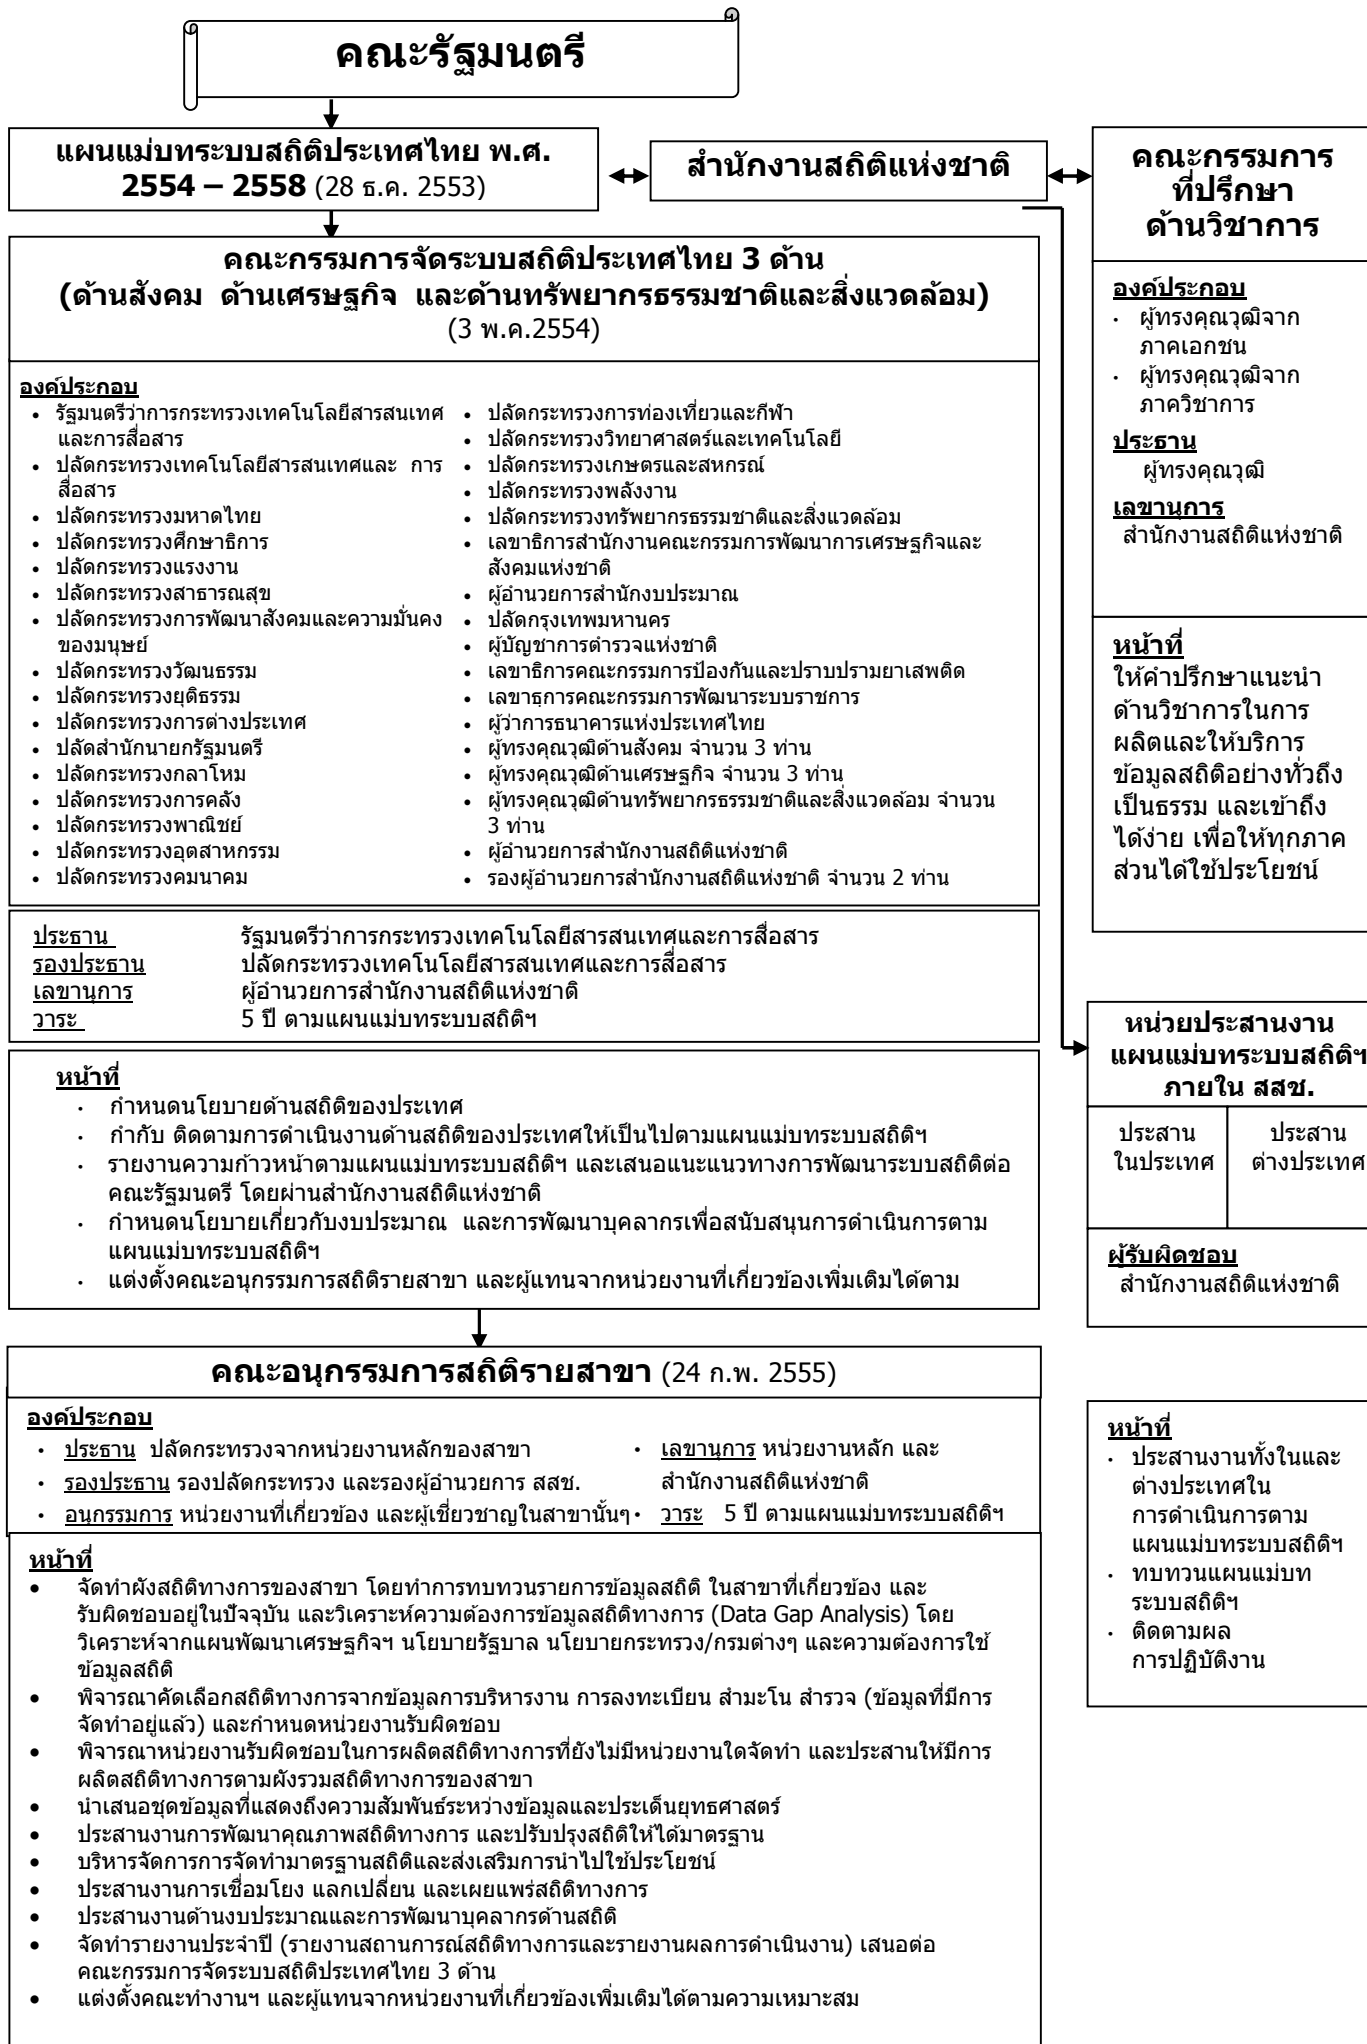 คณะรัฐมนตรี
แผนแม่บทระบบสถิติประเทศไทย พ.ศ.
2554 – 2558 (28 ธ.ค. 2553)
สำนักงานสถิติแห่งชาติ
คณะกรรมการ
ที่ปรึกษา
ด้านวิชาการ
องค์ประกอบ
• ผู้ทรงคุณวุฒิจาก
ภาคเอกชน
• ผู้ทรงคุณวุฒิจาก
ภาควิชาการ
ประธาน
ผู้ทรงคุณวุฒิ
เลขานุการ
สำนักงานสถิติแห่งชาติ
หน้าที่
ให้คำปรึกษาแนะนำ
ด้านวิชาการในการ
ผลิตและให้บริการ
ข้อมูลสถิติอย่างทั่วถึง
เป็นธรรม และเข้าถึง
ได้ง่าย เพื่อให้ทุกภาค
ส่วนได้ใช้ประโยชน์
คณะกรรมการจัดระบบสถิติประเทศไทย 3 ด้าน
(ด้านสังคม ด้านเศรษฐกิจ และด้านทรัพยากรธรรมชาติและสิ่งแวดล้อม)
(3 พ.ค.2554)
องค์ประกอบ
• รัฐมนตรีว่าการกระทรวงเทคโนโลยีสารสนเทศ
และการสื่อสาร
• ปลัดกระทรวงเทคโนโลยีสารสนเทศและ การ
สื่อสาร
• ปลัดกระทรวงมหาดไทย
• ปลัดกระทรวงศึกษาธิการ
• ปลัดกระทรวงแรงงาน
• ปลัดกระทรวงสาธารณสุข
• ปลัดกระทรวงการพัฒนาสังคมและความมั่นคง
ของมนุษย์
• ปลัดกระทรวงวัฒนธรรม
• ปลัดกระทรวงยุติธรรม
• ปลัดกระทรวงการต่างประเทศ
• ปลัดสำนักนายกรัฐมนตรี
• ปลัดกระทรวงกลาโหม
• ปลัดกระทรวงการคลัง
• ปลัดกระทรวงพาณิชย์
• ปลัดกระทรวงอุตสาหกรรม
• ปลัดกระทรวงคมนาคม
• ปลัดกระทรวงการท่องเที่ยวและกีฬา
• ปลัดกระทรวงวิทยาศาสตร์และเทคโนโลยี
• ปลัดกระทรวงเกษตรและสหกรณ์
• ปลัดกระทรวงพลังงาน
• ปลัดกระทรวงทรัพยากรธรรมชาติและสิ่งแวดล้อม
• เลขาธิการสำนักงานคณะกรรมการพัฒนาการเศรษฐกิจและ
สังคมแห่งชาติ
• ผู้อำนวยการสำนักงบประมาณ
• ปลัดกรุงเทพมหานคร
• ผู้บัญชาการตำรวจแห่งชาติ
• เลขาธิการคณะกรรมการป้องกันและปราบปรามยาเสพติด
• เลขาธุการคณะกรรมการพัฒนาระบบราชการ
• ผู้ว่าการธนาคารแห่งประเทศไทย
• ผู้ทรงคุณวุฒิด้านสังคม จำนวน 3 ท่าน
• ผู้ทรงคุณวุฒิด้านเศรษฐกิจ จำนวน 3 ท่าน
• ผู้ทรงคุณวุฒิด้านทรัพยากรธรรมชาติและสิ่งแวดล้อม จำนวน
3 ท่าน
• ผู้อำนวยการสำนักงานสถิติแห่งชาติ
• รองผู้อำนวยการสำนักงานสถิติแห่งชาติ จำนวน 2 ท่าน
ประธาน รัฐมนตรีว่าการกระทรวงเทคโนโลยีสารสนเทศและการสื่อสาร
รองประธาน ปลัดกระทรวงเทคโนโลยีสารสนเทศและการสื่อสาร
เลขานุการ ผู้อำนวยการสำนักงานสถิติแห่งชาติ
วาระ 5 ปี ตามแผนแม่บทระบบสถิติฯ
หน้าที่
• กำหนดนโยบายด้านสถิติของประเทศ
• กำกับ ติดตามการดำเนินงานด้านสถิติของประเทศให้เป็นไปตามแผนแม่บทระบบสถิติฯ
• รายงานความก้าวหน้าตามแผนแม่บทระบบสถิติฯ และเสนอแนะแนวทางการพัฒนาระบบสถิติต่อ
คณะรัฐมนตรี โดยผ่านสำนักงานสถิติแห่งชาติ
• กำหนดนโยบายเกี่ยวกับงบประมาณ และการพัฒนาบุคลากรเพื่อสนับสนุนการดำเนินการตาม
แผนแม่บทระบบสถิติฯ
• แต่งตั้งคณะอนุกรรมการสถิติรายสาขา และผู้แทนจากหน่วยงานที่เกี่ยวข้องเพิ่มเติมได้ตาม
หน่วยประสานงาน
แผนแม่บทระบบสถิติฯ
ภายใน สสช.
ประสาน
ในประเทศ
ประสาน
ต่างประเทศ
ผู้รับผิดชอบ
สำนักงานสถิติแห่งชาติ
หน้าที่
• ประสานงานทั้งในและ
ต่างประเทศใน
การดำเนินการตาม
แผนแม่บทระบบสถิติฯ
• ทบทวนแผนแม่บท
ระบบสถิติฯ
• ติดตามผล
การปฏิบัติงาน
คณะอนุกรรมการสถิติรายสาขา (24 ก.พ. 2555)
องค์ประกอบ
• ประธาน ปลัดกระทรวงจากหน่วยงานหลักของสาขา
• รองประธาน รองปลัดกระทรวง และรองผู้อำนวยการ สสช.
• อนุกรรมการ หน่วยงานที่เกี่ยวข้อง และผู้เชี่ยวชาญในสาขานั้นๆ
• เลขานุการ หน่วยงานหลัก และ
สำนักงานสถิติแห่งชาติ
• วาระ 5 ปี ตามแผนแม่บทระบบสถิติฯ
หน้าที่
• จัดทำผังสถิติทางการของสาขา โดยทำการทบทวนรายการข้อมูลสถิติ ในสาขาที่เกี่ยวข้อง และ
รับผิดชอบอยู่ในปัจจุบัน และวิเคราะห์ความต้องการข้อมูลสถิติทางการ (Data Gap Analysis) โดย
วิเคราะห์จากแผนพัฒนาเศรษฐกิจฯ นโยบายรัฐบาล นโยบายกระทรวง/กรมต่างๆ และความต้องการใช้
ข้อมูลสถิติ
• พิจารณาคัดเลือกสถิติทางการจากข้อมูลการบริหารงาน การลงทะเบียน สำมะโน สำรวจ (ข้อมูลที่มีการ
จัดทำอยู่แล้ว) และกำหนดหน่วยงานรับผิดชอบ
• พิจารณาหน่วยงานรับผิดชอบในการผลิตสถิติทางการที่ยังไม่มีหน่วยงานใดจัดทำ และประสานให้มีการ
ผลิตสถิติทางการตามผังรวมสถิติทางการของสาขา
• นำเสนอชุดข้อมูลที่แสดงถึงความสัมพันธ์ระหว่างข้อมูลและประเด็นยุทธศาสตร์
• ประสานงานการพัฒนาคุณภาพสถิติทางการ และปรับปรุงสถิติให้ได้มาตรฐาน
• บริหารจัดการการจัดทำมาตรฐานสถิติและส่งเสริมการนำไปใช้ประโยชน์
• ประสานงานการเชื่อมโยง แลกเปลี่ยน และเผยแพร่สถิติทางการ
• ประสานงานด้านงบประมาณและการพัฒนาบุคลากรด้านสถิติ
• จัดทำรายงานประจำปี (รายงานสถานการณ์สถิติทางการและรายงานผลการดำเนินงาน) เสนอต่อ
คณะกรรมการจัดระบบสถิติประเทศไทย 3 ด้าน
• แต่งตั้งคณะทำงานฯ และผู้แทนจากหน่วยงานที่เกี่ยวข้องเพิ่มเติมได้ตามความเหมาะสม